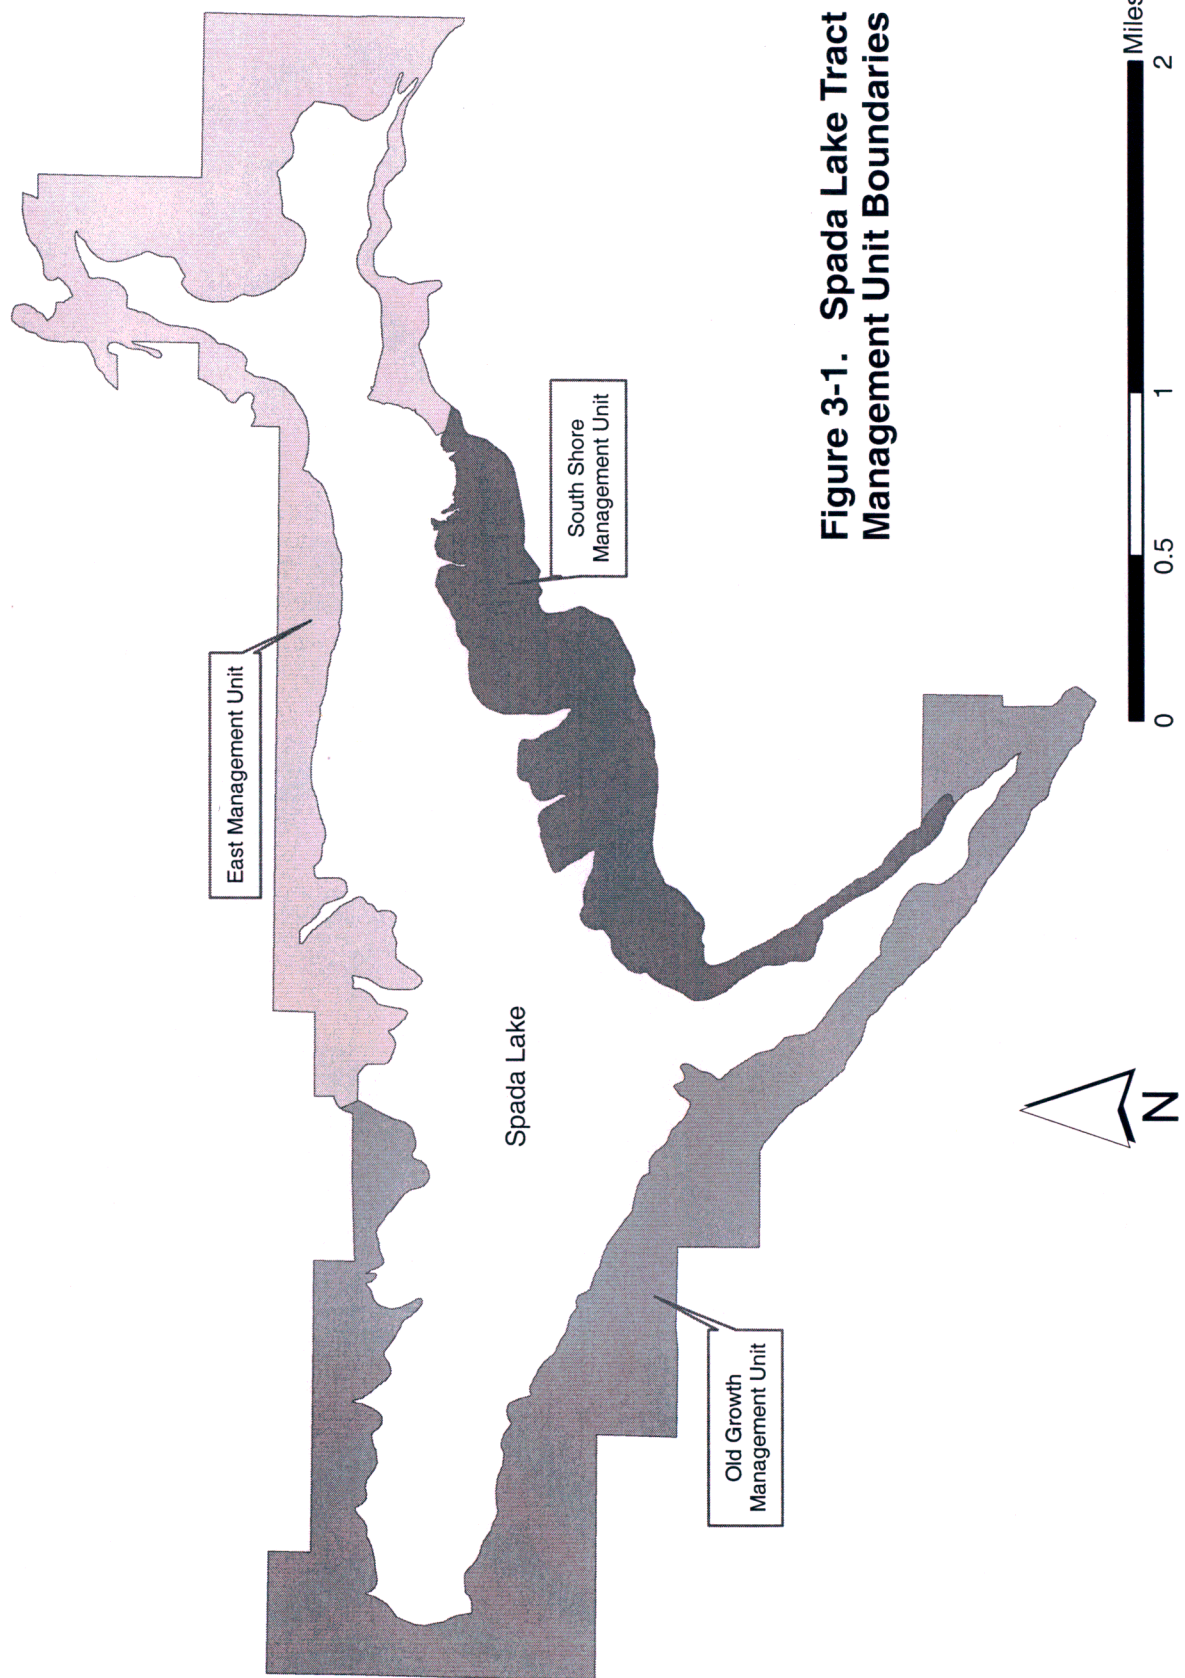 East Management Unit
South Shore
Management Unit
Spada Lake
Old Growth
Management Unit
Figure 3-1. Spada Lake Tract
Management Unit Boundaries
N
0 0.5 1 2 Miles